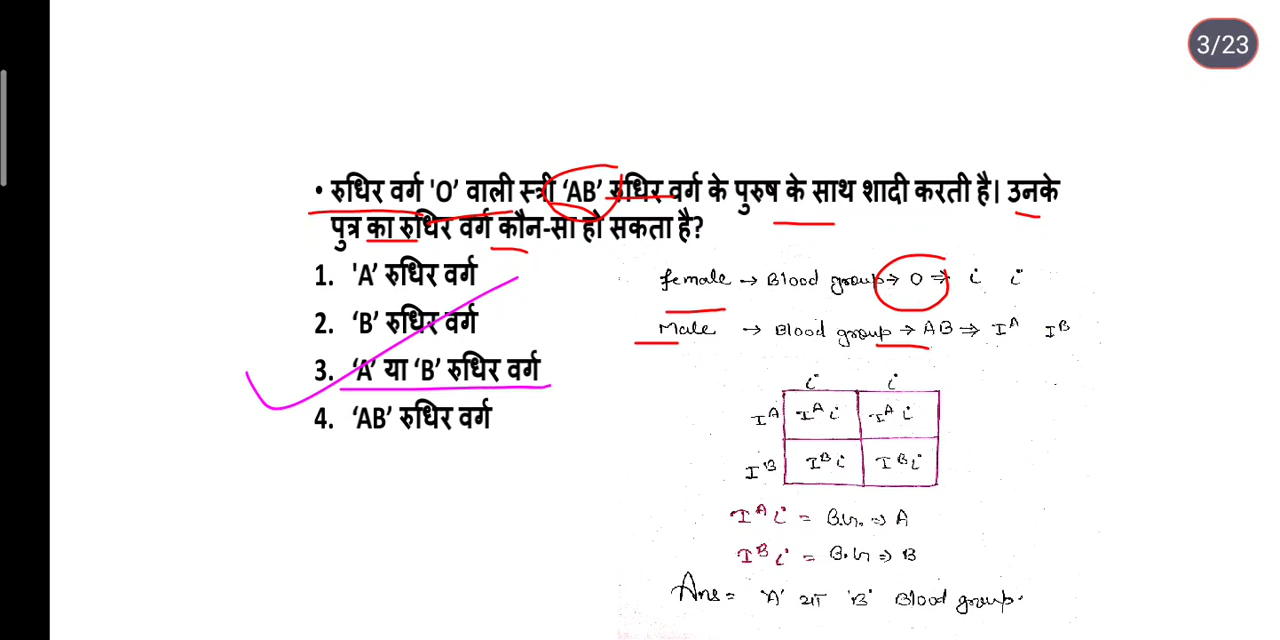 3/23
• रुधिर वर्ग 'O' वाली स्त्री 'AB' रुधिर वर्ग के पुरुष के साथ शादी करती है। उनके
पुत्र का रुधिर वर्ग कौन-सा हो सकता है?
1. 'A' रुधिर वर्ग
2. 'B' रुधिर वर्ग
3. 'A' या 'B' रुधिर वर्ग
4. 'AB' रुधिर वर्ग
female → Blood group → O ⇒ i i
Male → Blood group → AB ⇒ I^A I^B
i i
I^A I^A i I^A i
I^B I^B i I^B i
I^A i = B.G. ⇒ A
I^B i = B.G ⇒ B
Ans = 'A' या 'B' Blood group.